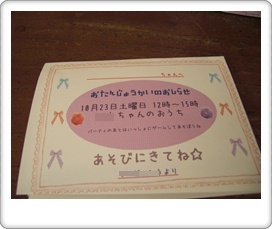 ちゃんへ
おたんじょうかいのおしらせ
10月23日土曜日 12時〜15時
ちゃんのおうち
あそびにきてね☆
より